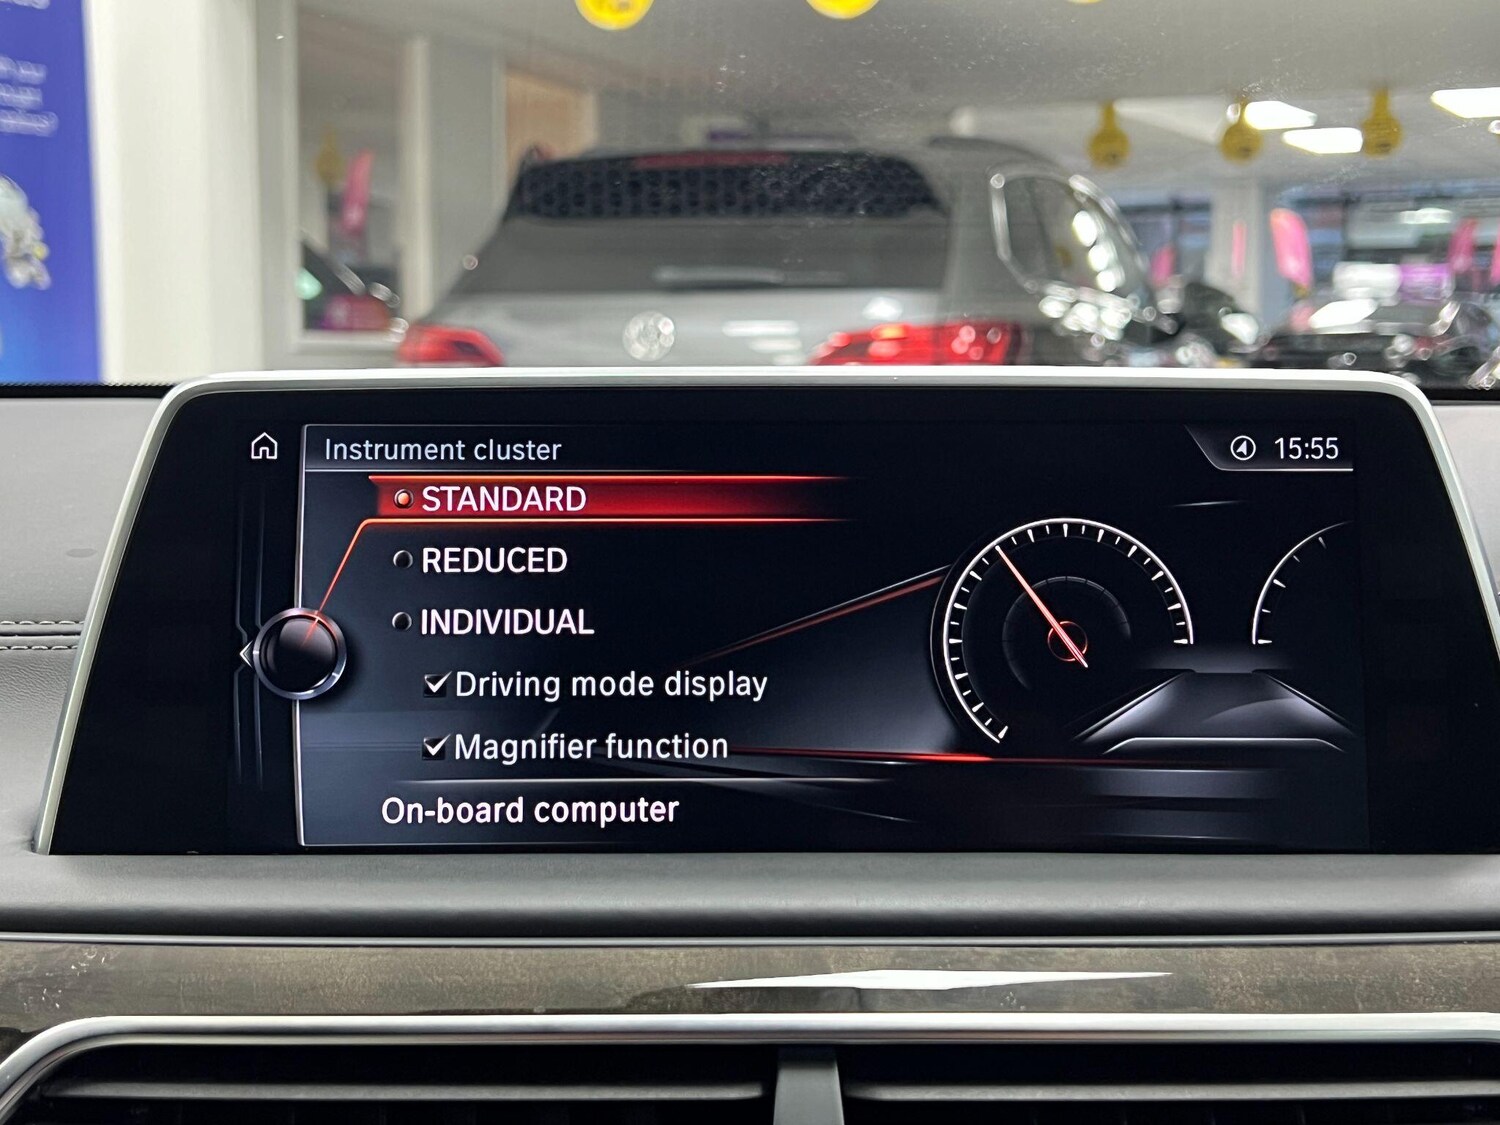 Instrument cluster
15:55
STANDARD
REDUCED
INDIVIDUAL
Driving mode display
Magnifier function
On-board computer